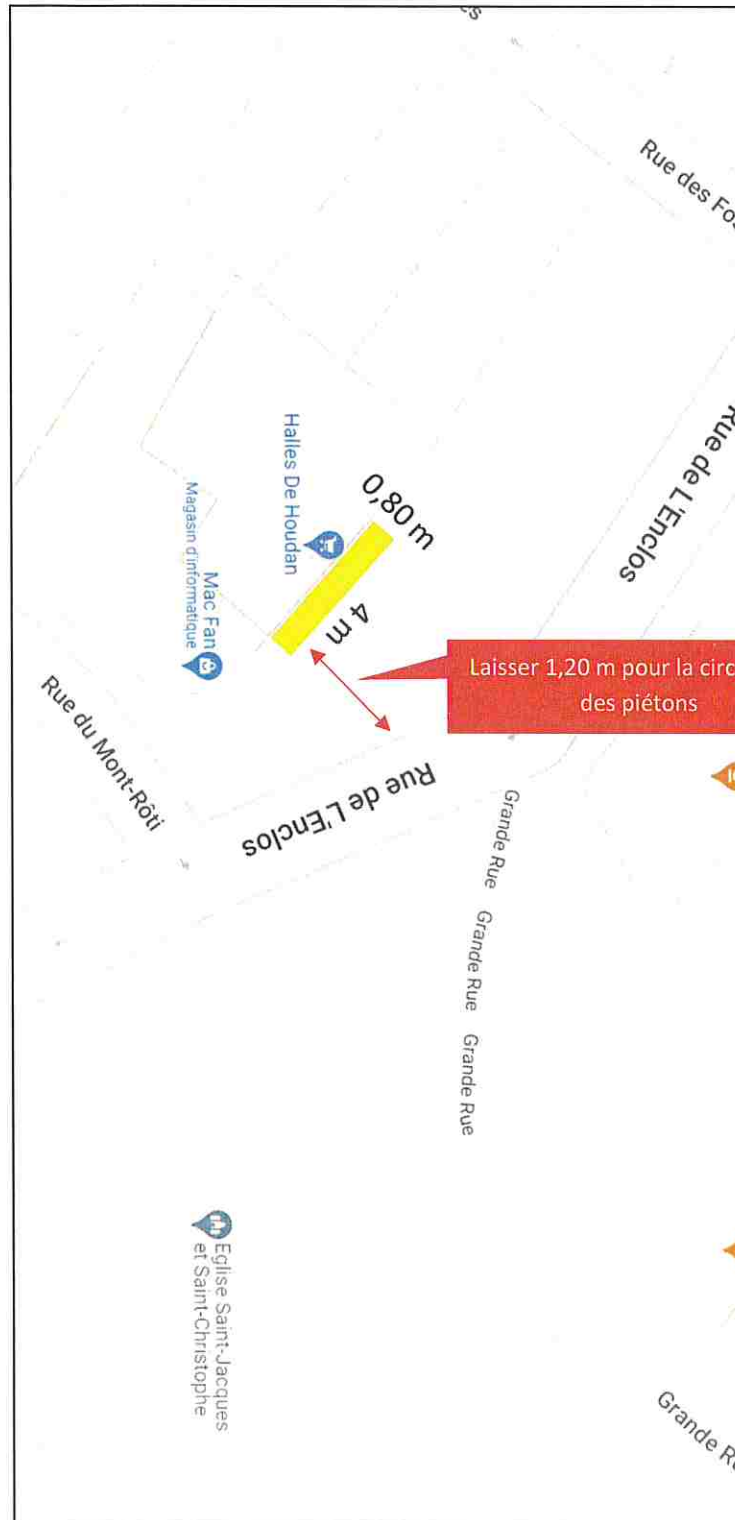 Rue des Fos
Rue de L'Enclos
0,80 m
Halles De Houdan
4 m
Mac Fan
Magasin d'informatique
Laisser 1,20 m pour la circ
des piétons
Rue du Mont-Rôti
Rue de L'Enclos
Grande Rue
Grande Rue
Grande Rue
Eglise Saint-Jacques
et Saint-Christophe
Grande Ru